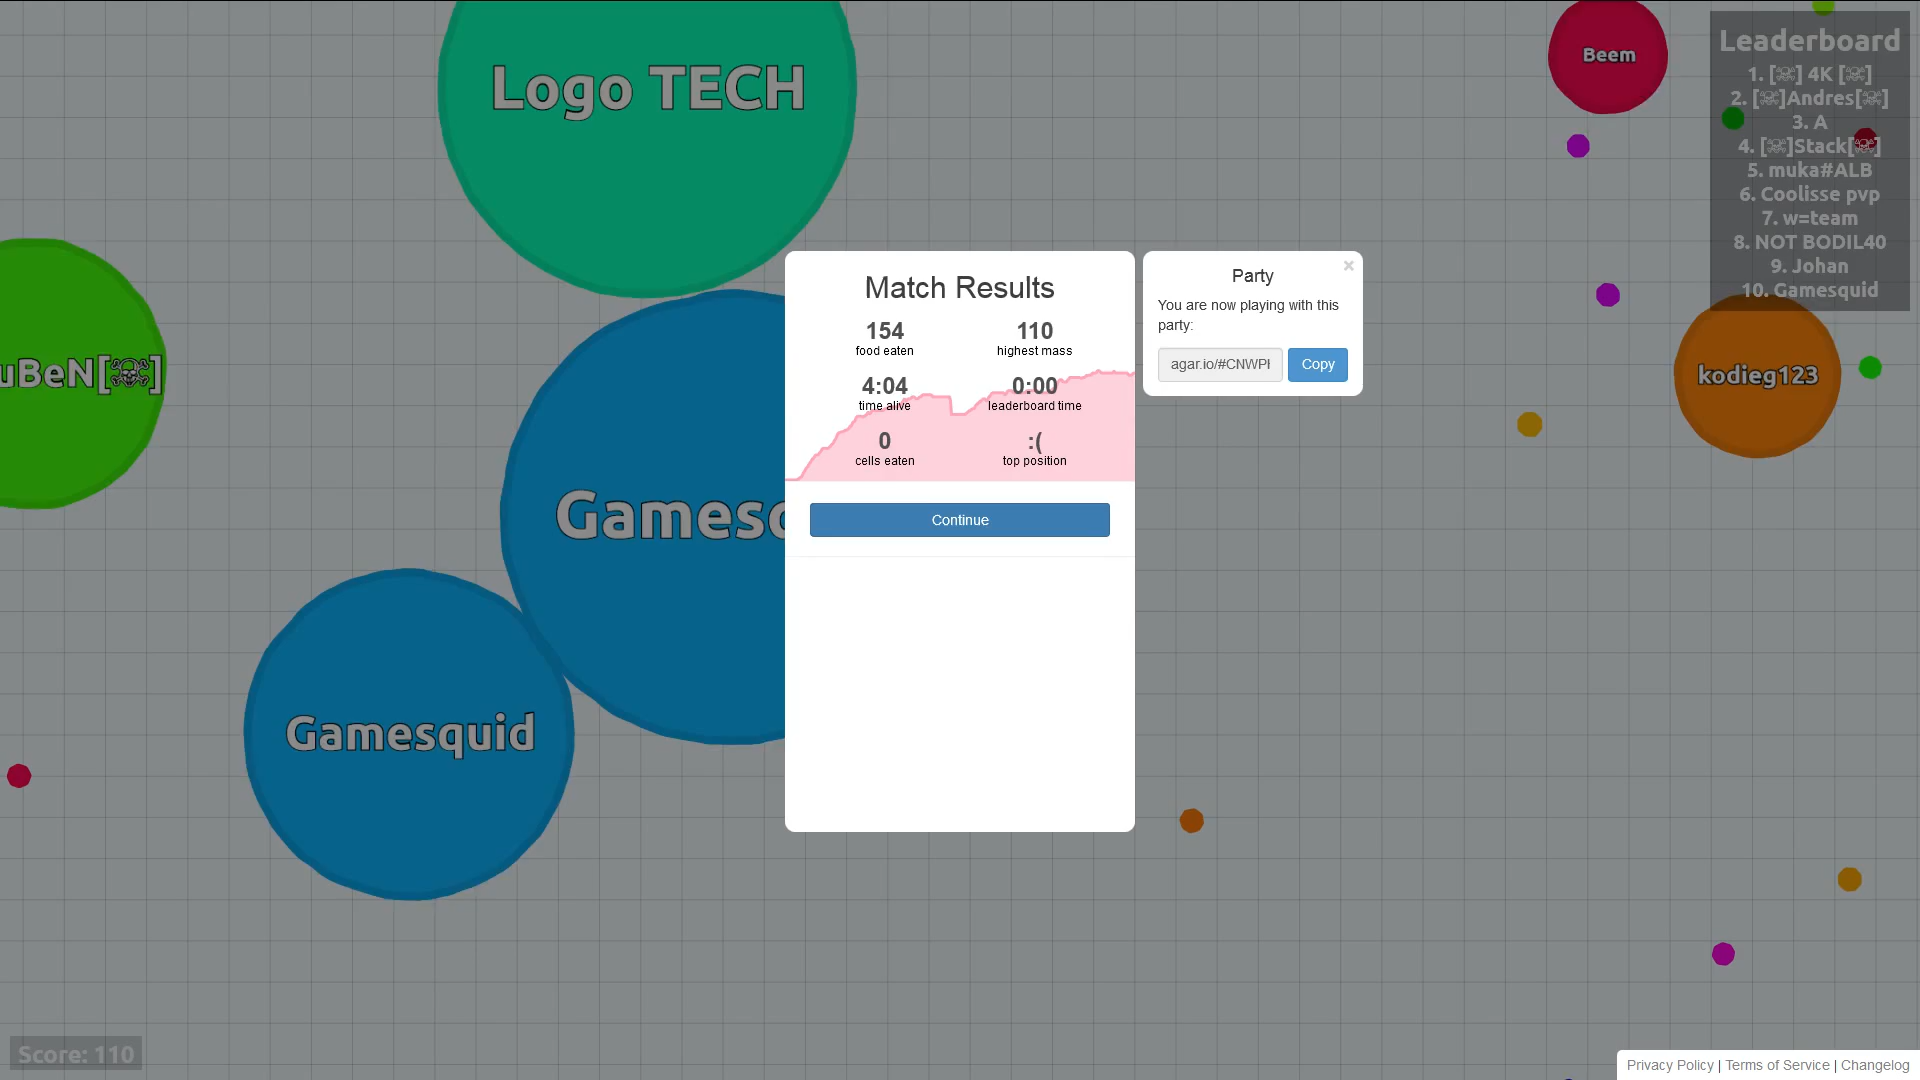 Logo TECH
Beem
Leaderboard
1. [☠] 4K [☠]
2. [☠]Andres[☠]
3. A
4. [☠]Stack[☠]
5. muka#ALB
6. Coolisse pvp
7. w=team
8. NOT BODIL40
9. Johan
10. Gamesquid
uBeN[☠]
kodieg123
Gamesq
Gamesquid
Match Results
154
food eaten
110
highest mass
4:04
time alive
0:00
leaderboard time
0
cells eaten
:(
top position
Continue
Party
×
You are now playing with this
party:
agar.io/#CNWP
Copy
Score: 110
Privacy Policy | Terms of Service | Changelog